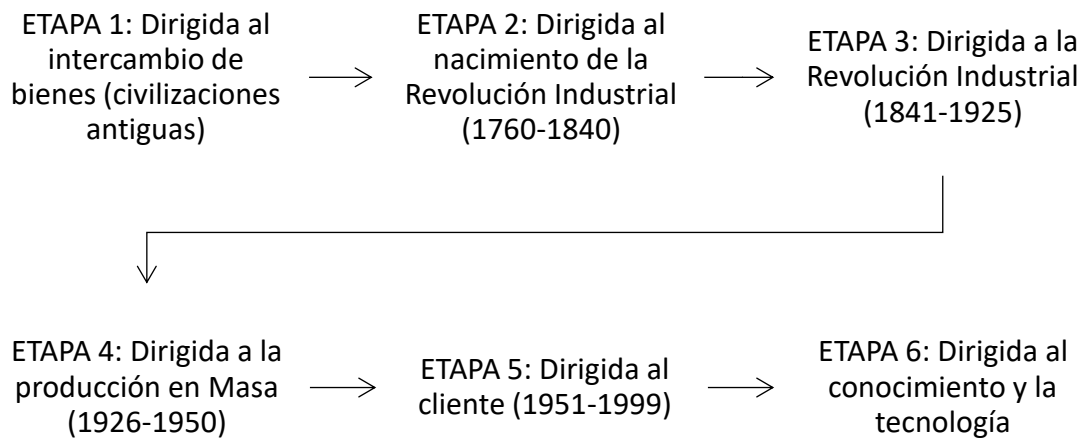 ETAPA 1: Dirigida al
intercambio de
bienes (civilizaciones
antiguas)
ETAPA 2: Dirigida al
nacimiento de la
Revolución Industrial
(1760-1840)
ETAPA 3: Dirigida a la
Revolución Industrial
(1841-1925)
ETAPA 4: Dirigida a la
producción en Masa
(1926-1950)
ETAPA 5: Dirigida al
cliente (1951-1999)
ETAPA 6: Dirigida al
conocimiento y la
tecnología